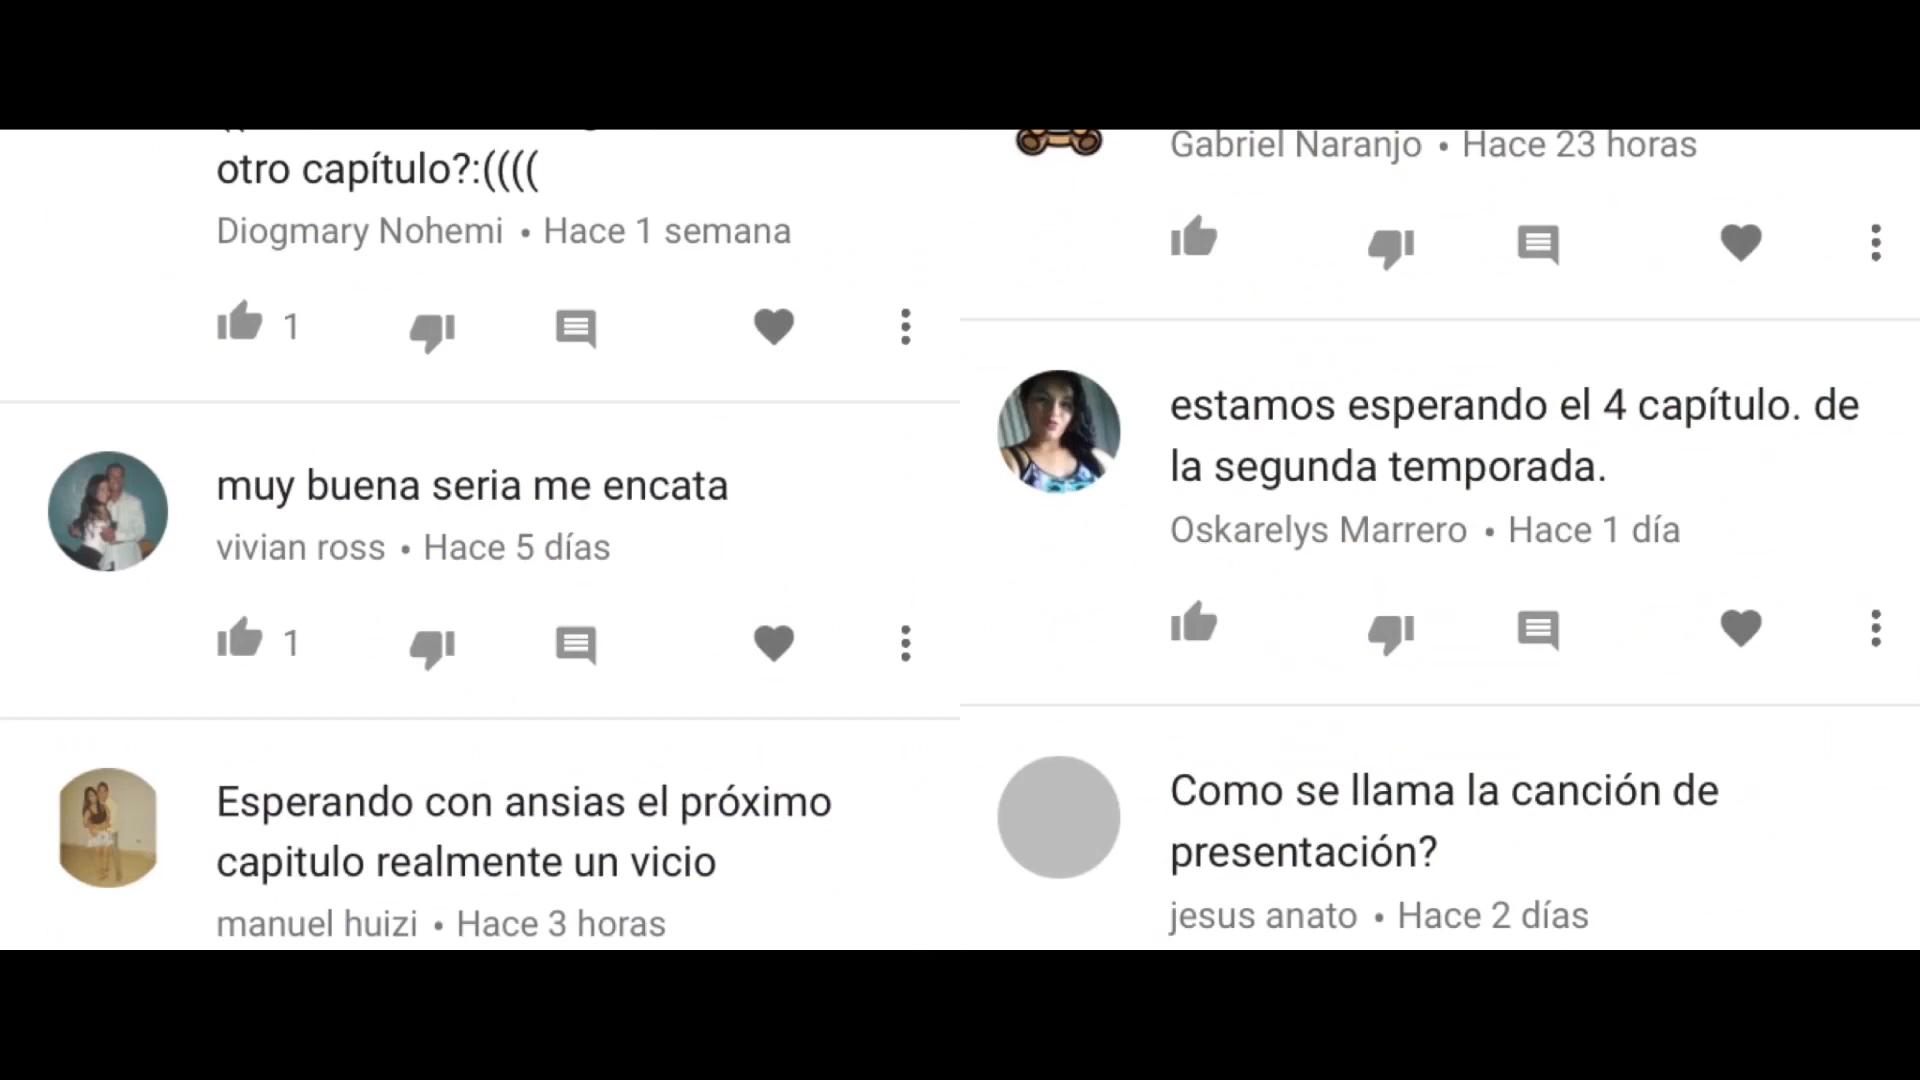 otro capítulo?:((((
Diogmary Nohemi • Hace 1 semana
1
muy buena seria me encata
vivian ross • Hace 5 días
1
Esperando con ansias el próximo
capitulo realmente un vicio
manuel huizi • Hace 3 horas
Gabriel Naranjo • Hace 23 horas
estamos esperando el 4 capítulo. de
la segunda temporada.
Oskarelys Marrero • Hace 1 día
Como se llama la canción de
presentación?
jesus anato • Hace 2 días